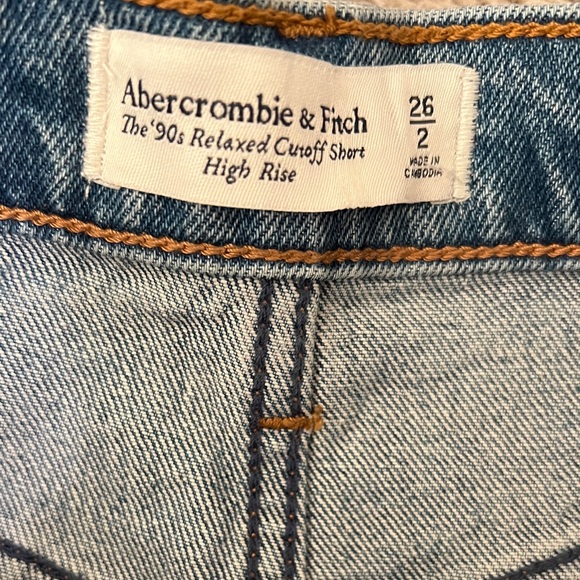 Abercrombie & Fitch
The '90s Relaxed Cutoff Short
High Rise
26
2
MADE IN
CAMBODIA